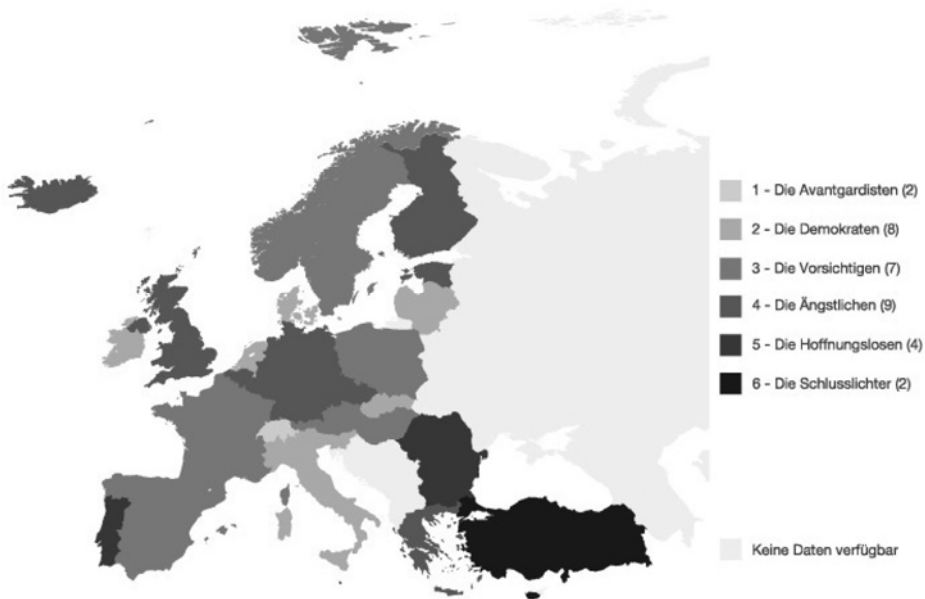 1 - Die Avantgardisten (2)
2 - Die Demokraten (8)
3 - Die Vorsichtigen (7)
4 - Die Ängstlichen (9)
5 - Die Hoffnungslosen (4)
6 - Die Schlusslichter (2)
Keine Daten verfügbar